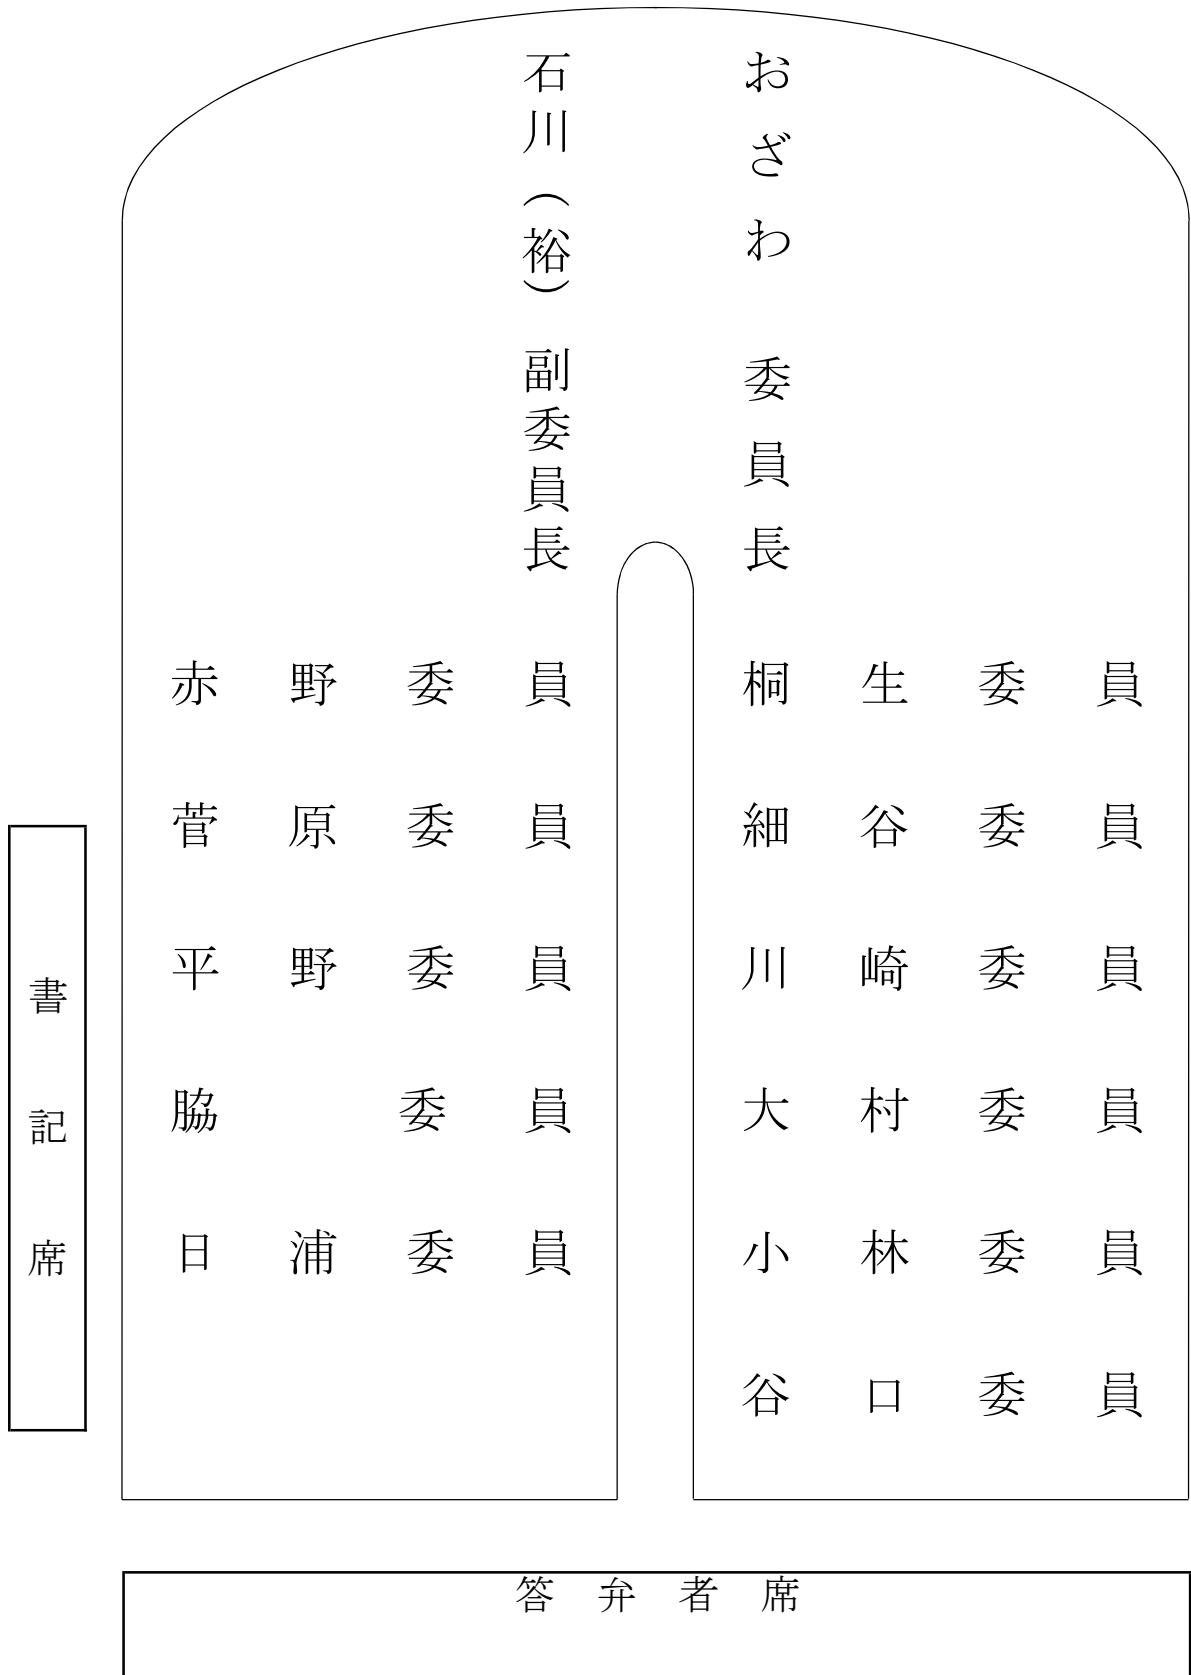 おざわ 委員長
石川（裕）副委員長
赤野委員
桐生委員
菅原委員
細谷委員
平野委員
川崎委員
脇 委員
大村委員
日浦委員
小林委員
谷口委員
書記席
答弁者席